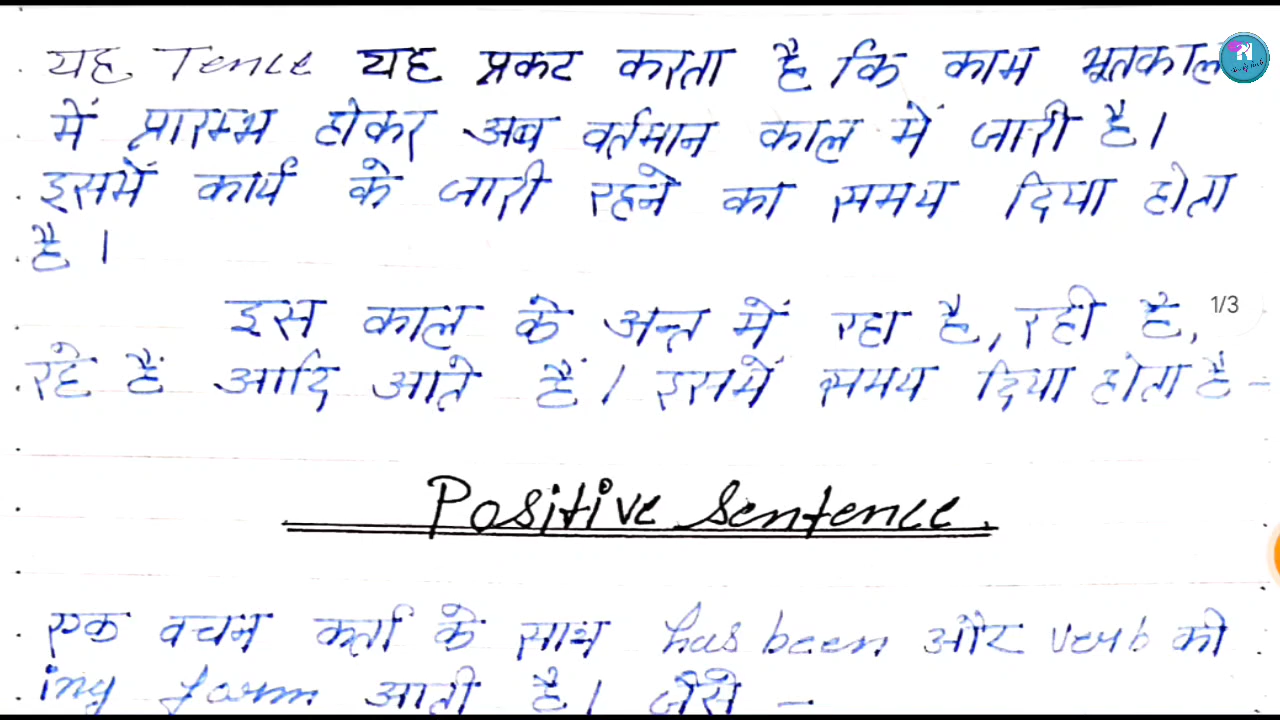 यह Tence यह प्रकट करता है कि काम भूतकाल
में प्रारम्भ होकर अब वर्तमान काल में जारी है।
इसमें कार्य के जारी रहने का समय दिया होता
है।
इस काल के अन्त में रहा है, रही है,
1/3
रहे हैं आदि आते हैं। इसमें समय दिया होता है -
Positive Sentence.
एक वचन कर्ता के साथ has been और verb की
ing form आती है। जैसे -